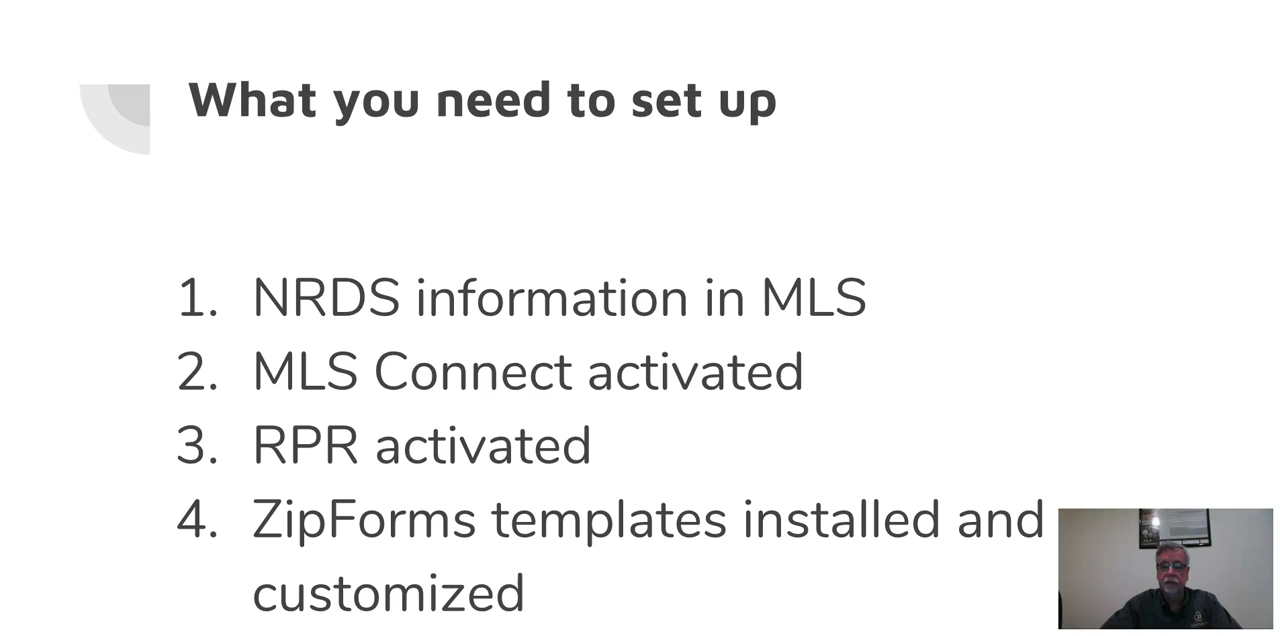 What you need to set up
1. NRDS information in MLS
2. MLS Connect activated
3. RPR activated
4. ZipForms templates installed and
customized